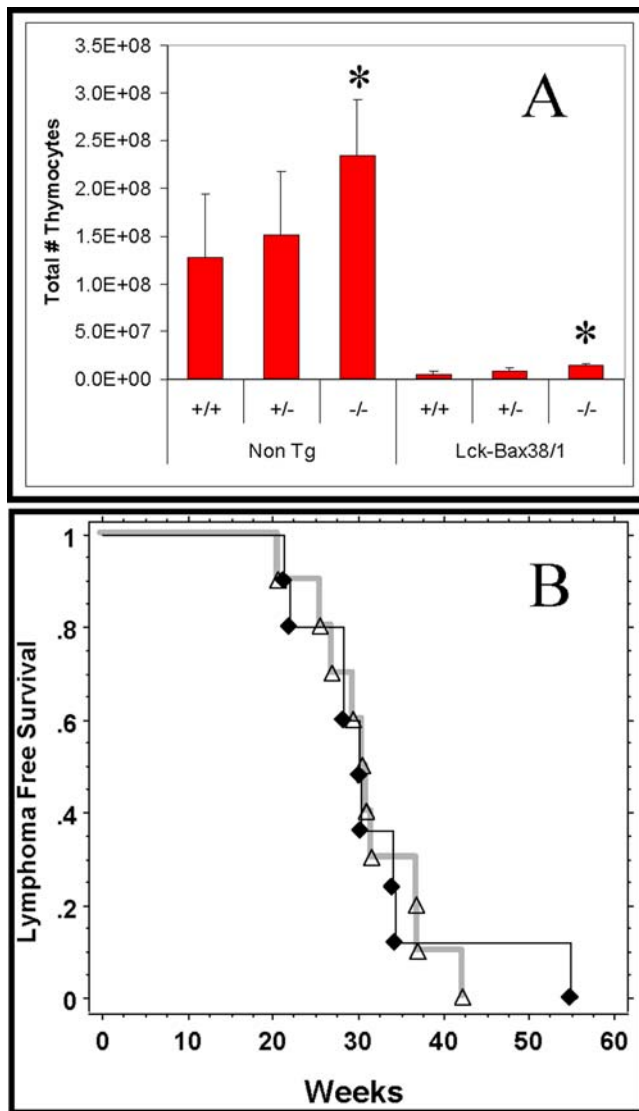 A
3.5E+08
3.0E+08
2.5E+08
2.0E+08
1.5E+08
1.0E+08
5.0E+07
0.0E+00
Total # Thymocytes
*
*
+/+ +/- -/- +/+ +/- -/-
Non Tg Lck-Bax38/1
B
1
.8
.6
.4
.2
0
Lymphoma Free Survival
0 10 20 30 40 50 60
Weeks